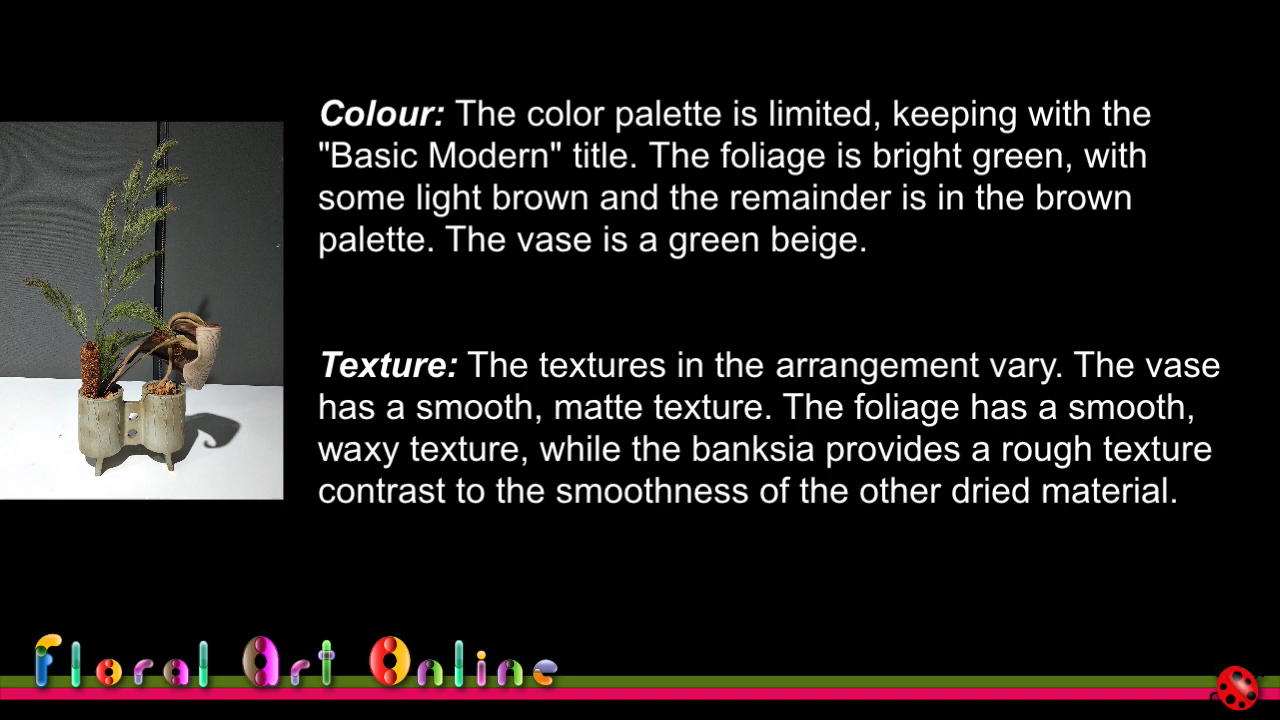 Colour: The color palette is limited, keeping with the
"Basic Modern" title. The foliage is bright green, with
some light brown and the remainder is in the brown
palette. The vase is a green beige.
Texture: The textures in the arrangement vary. The vase
has a smooth, matte texture. The foliage has a smooth,
waxy texture, while the banksia provides a rough texture
contrast to the smoothness of the other dried material.
Floral Art Online